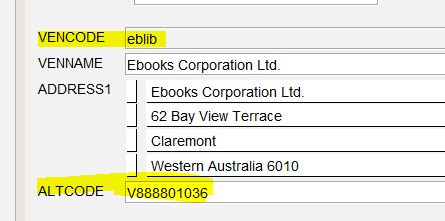 VENCODE eblib
VENNAME Ebooks Corporation Ltd.
ADDRESS1 Ebooks Corporation Ltd.
62 Bay View Terrace
Claremont
Western Australia 6010
ALTCODE V888801036